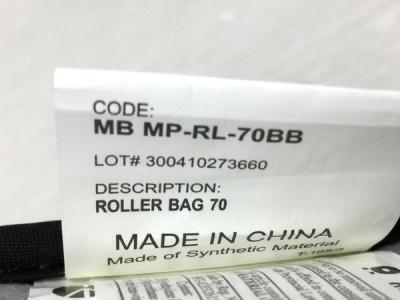 CODE:
MB MP-RL-70BB
LOT# 300410273660
DESCRIPTION:
ROLLER BAG 70
MADE IN CHINA
Made of Synthetic Material